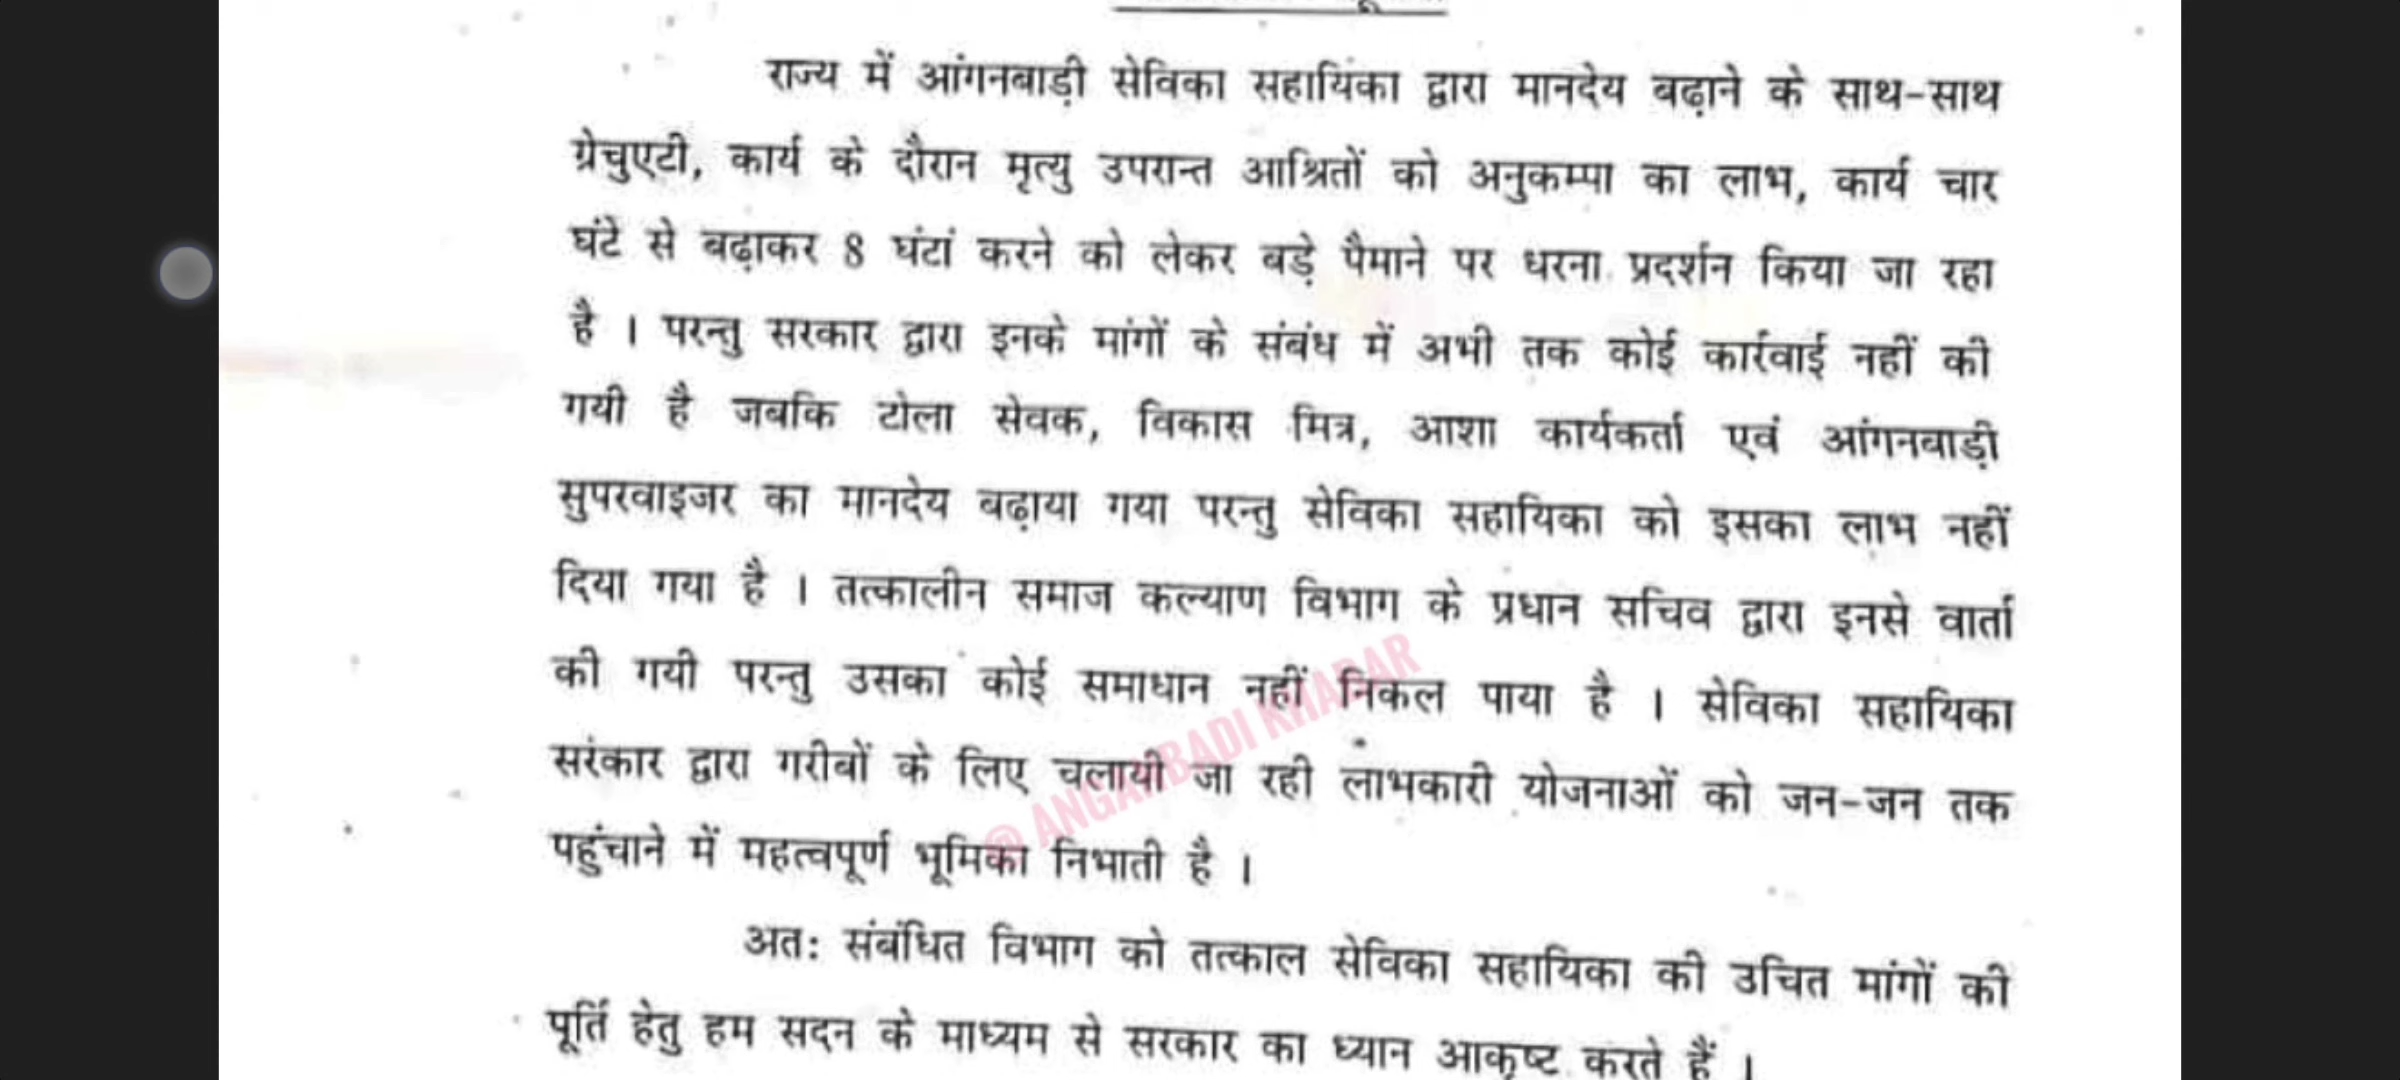 राज्य में आंगनबाड़ी सेविका सहायिका द्वारा मानदेय बढ़ाने के साथ-साथ
ग्रेचुएटी, कार्य के दौरान मृत्यु उपरान्त आश्रितों को अनुकम्पा का लाभ, कार्य चार
घंटे से बढ़ाकर 8 घंटां करने को लेकर बड़े पैमाने पर धरना प्रदर्शन किया जा रहा
है । परन्तु सरकार द्वारा इनके मांगों के संबंध में अभी तक कोई कार्रवाई नहीं की
गयी है जबकि टोला सेवक, विकास मित्र, आशा कार्यकर्ता एवं आंगनबाड़ी
सुपरवाइजर का मानदेय बढ़ाया गया परन्तु सेविका सहायिका को इसका लाभ नहीं
दिया गया है । तत्कालीन समाज कल्याण विभाग के प्रधान सचिव द्वारा इनसे वार्ता
की गयी परन्तु उसका कोई समाधान नहीं निकल पाया है । सेविका सहायिका
सरंकार द्वारा गरीबों के लिए चलायी जा रही लाभकारी योजनाओं को जन-जन तक
पहुंचाने में महत्वपूर्ण भूमिका निभाती है ।
@ ANGANBADI KHABAR
अतः संबंधित विभाग को तत्काल सेविका सहायिका की उचित मांगों की
पूर्ति हेतु हम सदन के माध्यम से सरकार का ध्यान आकृष्ट करते हैं ।